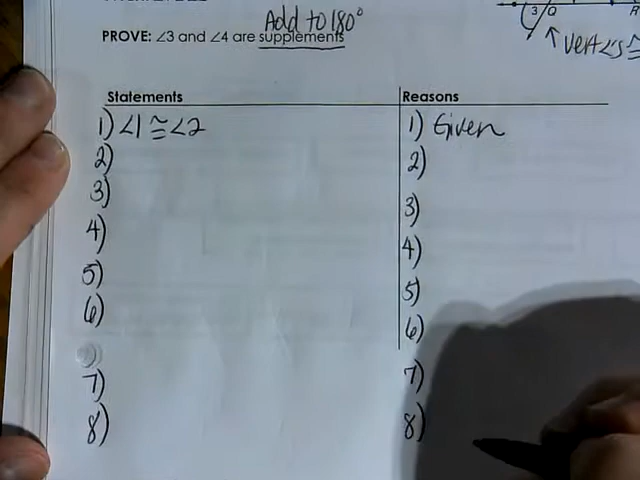 Add to 180°
PROVE: ∠3 and ∠4 are supplements
3 Q R
vert ∠'s ≅
Statements Reasons
1) ∠1 ≅ ∠2 1) Given
2) 2)
3) 3)
4) 4)
5) 5)
6) 6)
7) 7)
8) 8)